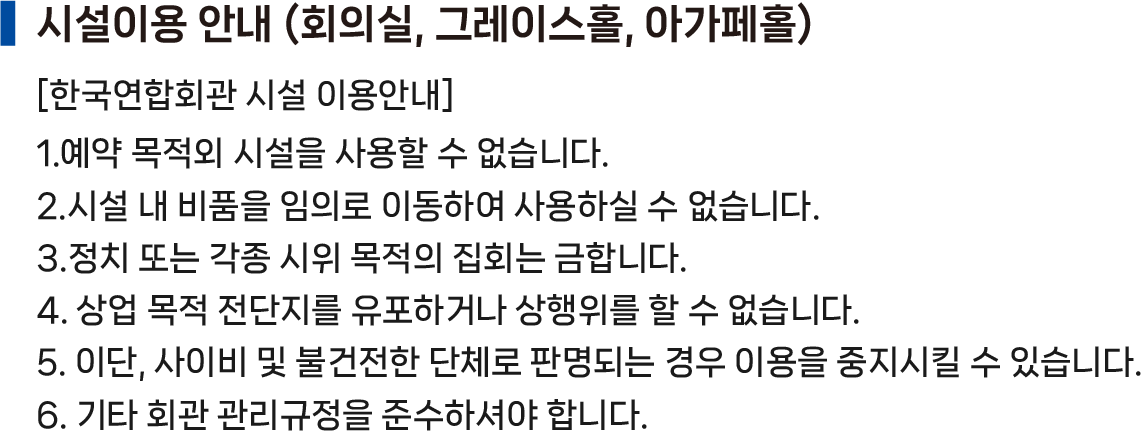 시설이용 안내 (회의실, 그레이스홀, 아가페홀)
[한국연합회관 시설 이용안내]
1.예약 목적외 시설을 사용할 수 없습니다.
2.시설 내 비품을 임의로 이동하여 사용하실 수 없습니다.
3.정치 또는 각종 시위 목적의 집회는 금합니다.
4. 상업 목적 전단지를 유포하거나 상행위를 할 수 없습니다.
5. 이단, 사이비 및 불건전한 단체로 판명되는 경우 이용을 중지시킬 수 있습니다.
6. 기타 회관 관리규정을 준수하셔야 합니다.